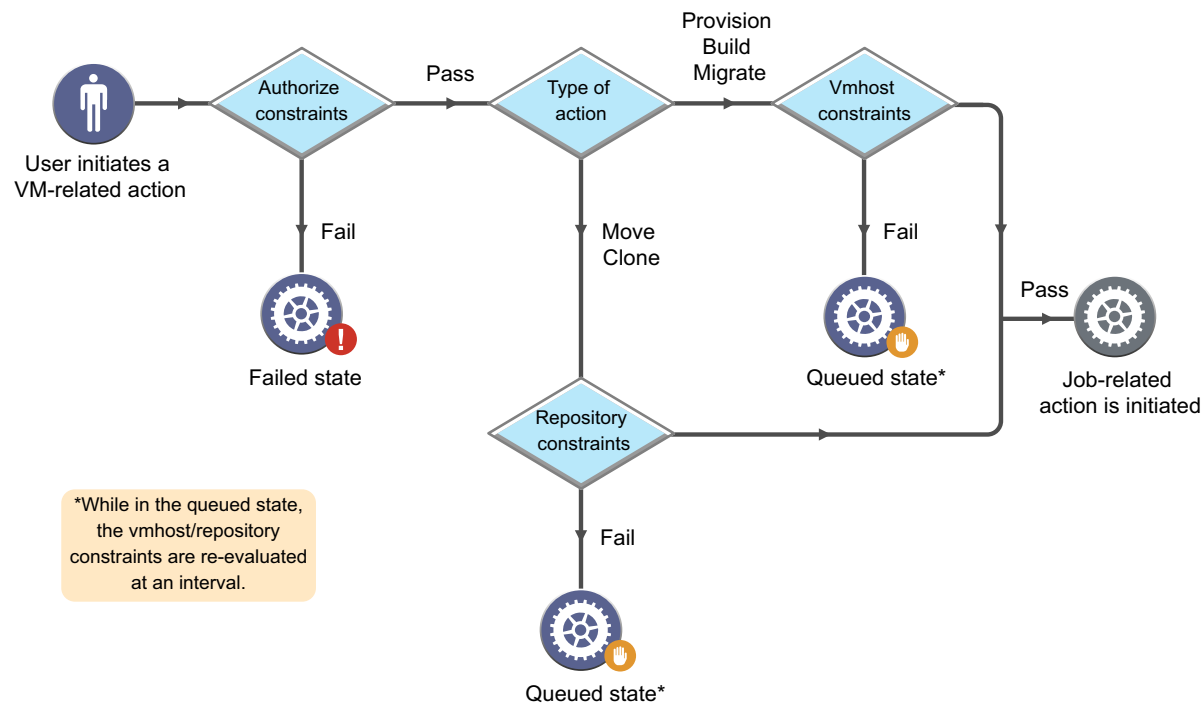 Provision
Build
Migrate
Pass
Authorize
constraints
Type of
action
Vmhost
constraints
User initiates a
VM-related action
Fail
Move
Clone
Fail
Pass
Failed state
Queued state*
Job-related
action is initiated
Repository
constraints
*While in the queued state,
the vmhost/repository
constraints are re-evaluated
at an interval.
Fail
Queued state*